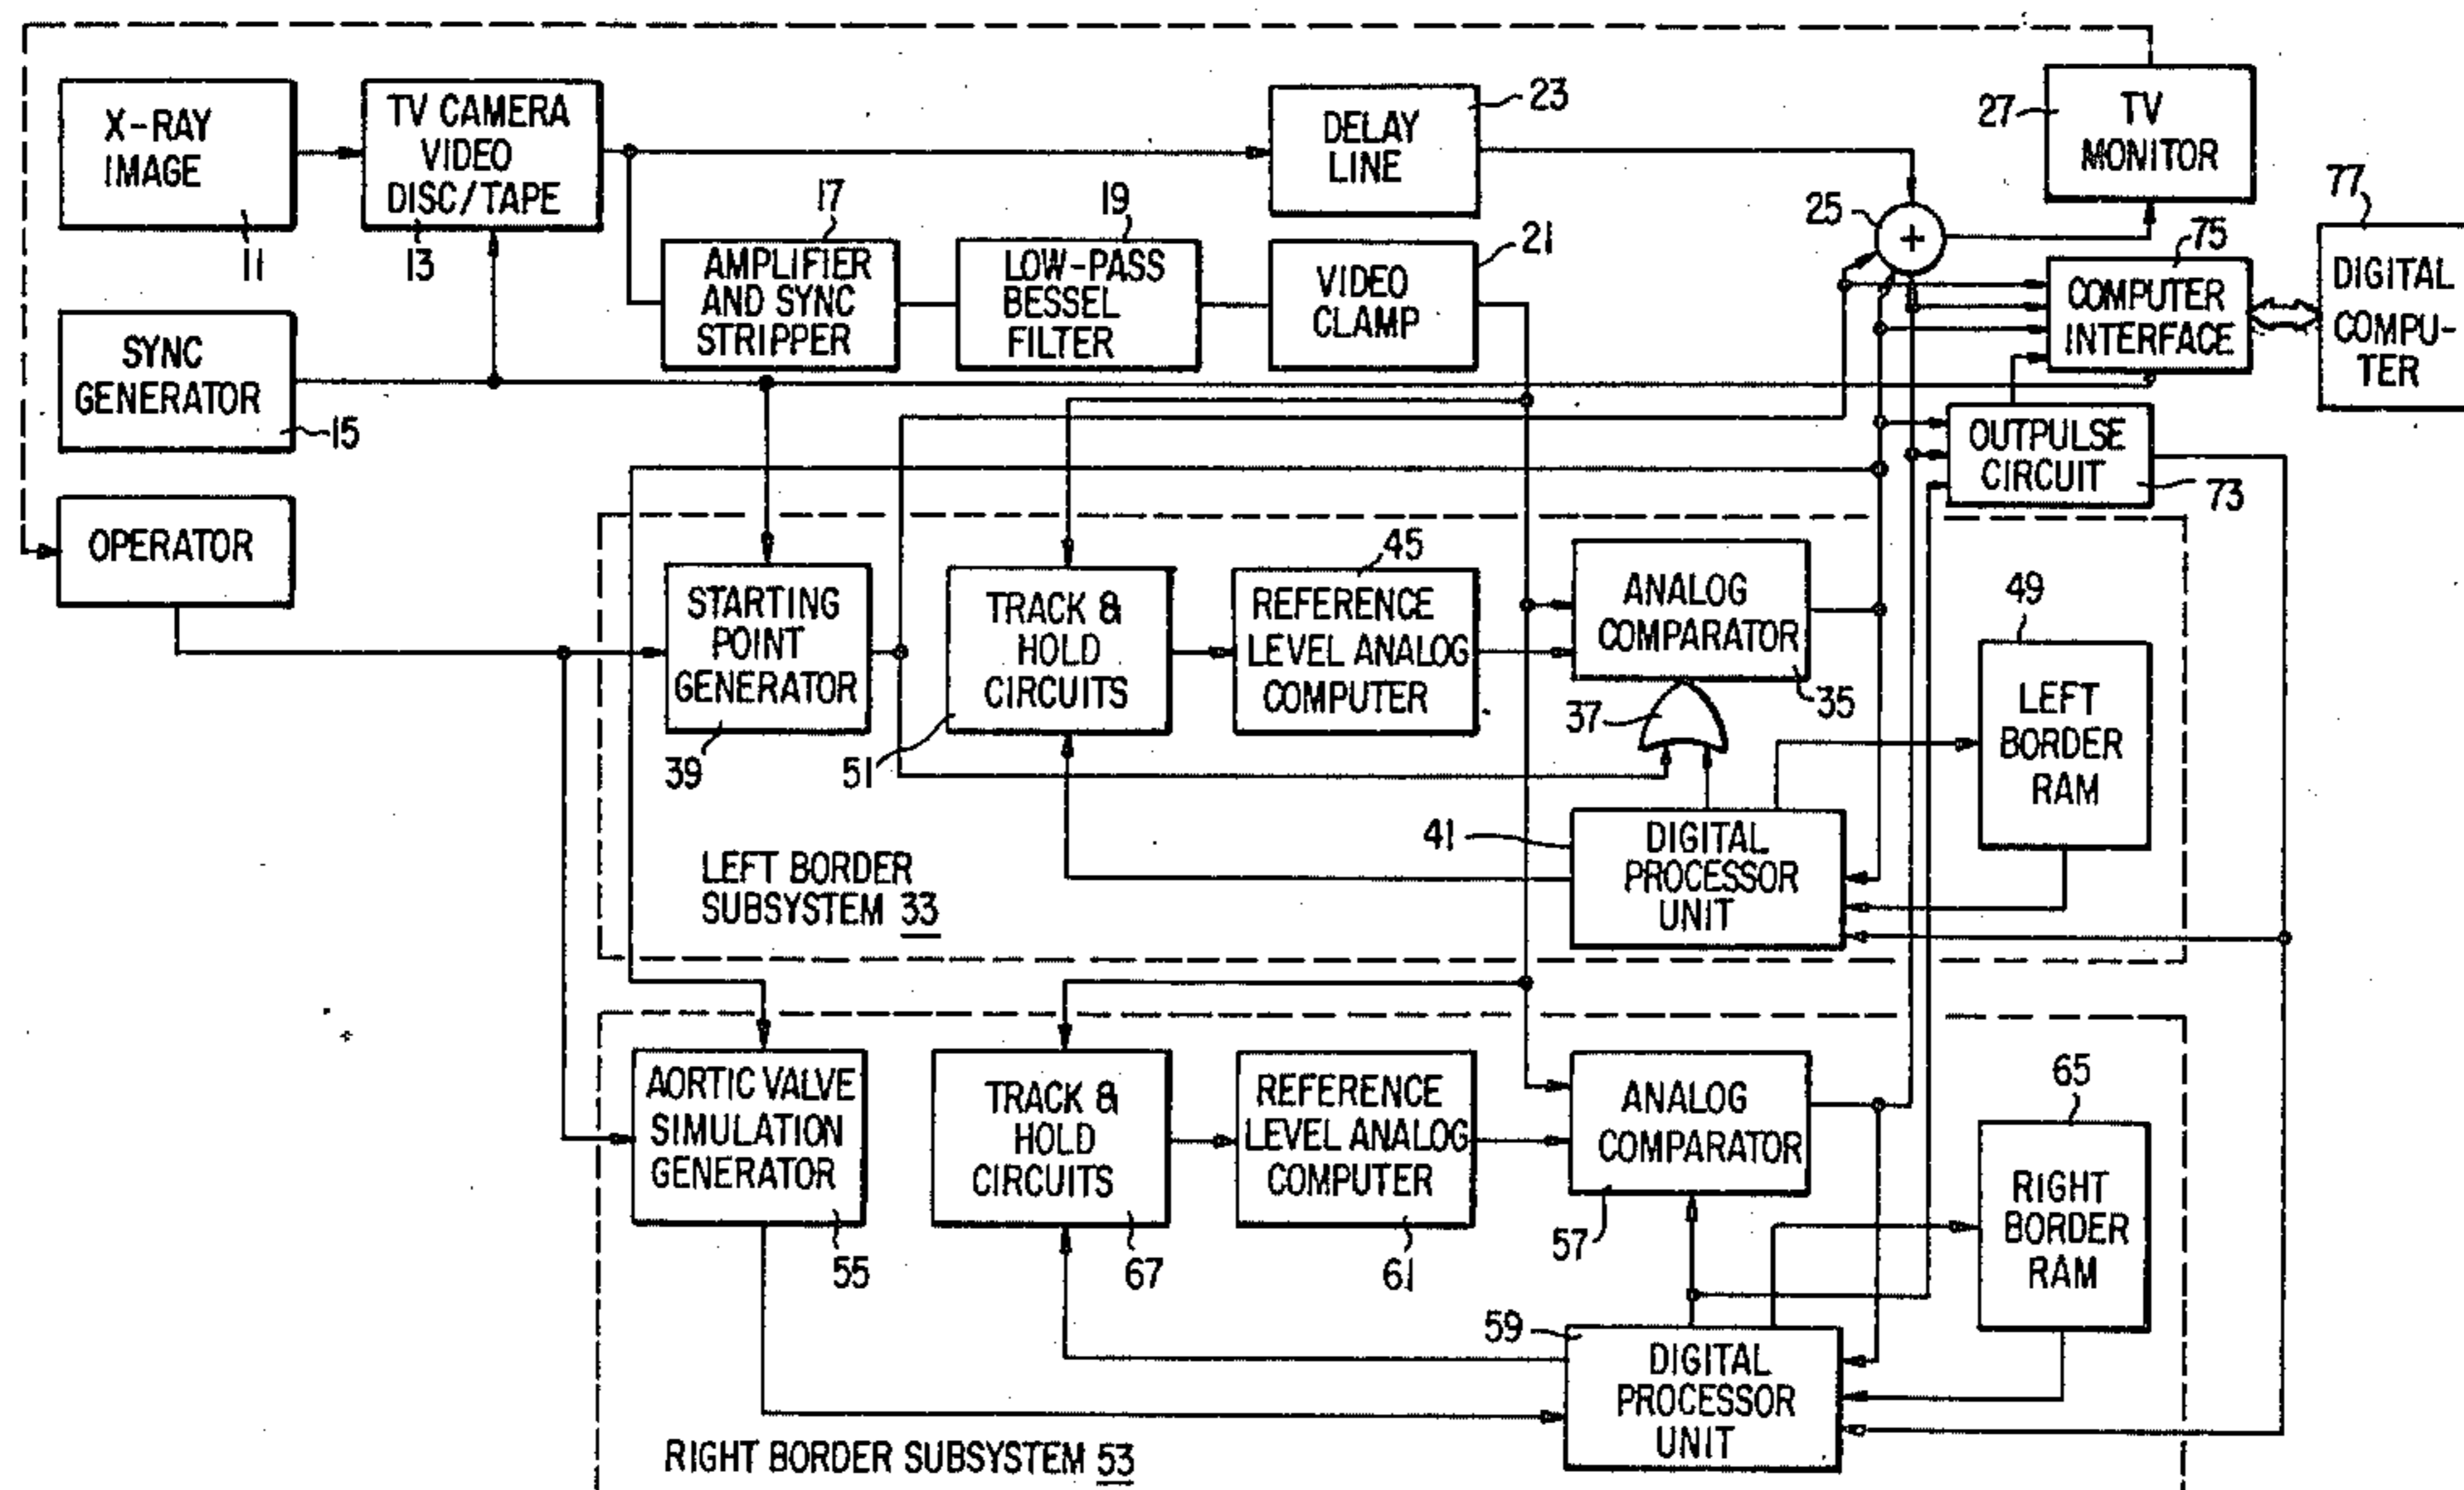 X-RAY
IMAGE
11
TV CAMERA
VIDEO
DISC/TAPE
13
DELAY
LINE
23
27
TV
MONITOR
17
AMPLIFIER
AND SYNC
STRIPPER
19
LOW-PASS
BESSEL
FILTER
21
VIDEO
CLAMP
25
+
75
COMPUTER
INTERFACE
77
DIGITAL
COMPU-
TER
SYNC
GENERATOR
15
OUTPULSE
CIRCUIT
73
OPERATOR
STARTING
POINT
GENERATOR
39
TRACK &
HOLD
CIRCUITS
51
45
REFERENCE
LEVEL ANALOG
COMPUTER
ANALOG
COMPARATOR
35
37
49
LEFT
BORDER
RAM
41
DIGITAL
PROCESSOR
UNIT
LEFT BORDER
SUBSYSTEM 33
AORTIC VALVE
SIMULATION
GENERATOR
55
TRACK &
HOLD
CIRCUITS
67
REFERENCE
LEVEL ANALOG
COMPUTER
61
ANALOG
COMPARATOR
57
65
RIGHT
BORDER
RAM
59
DIGITAL
PROCESSOR
UNIT
RIGHT BORDER SUBSYSTEM 53